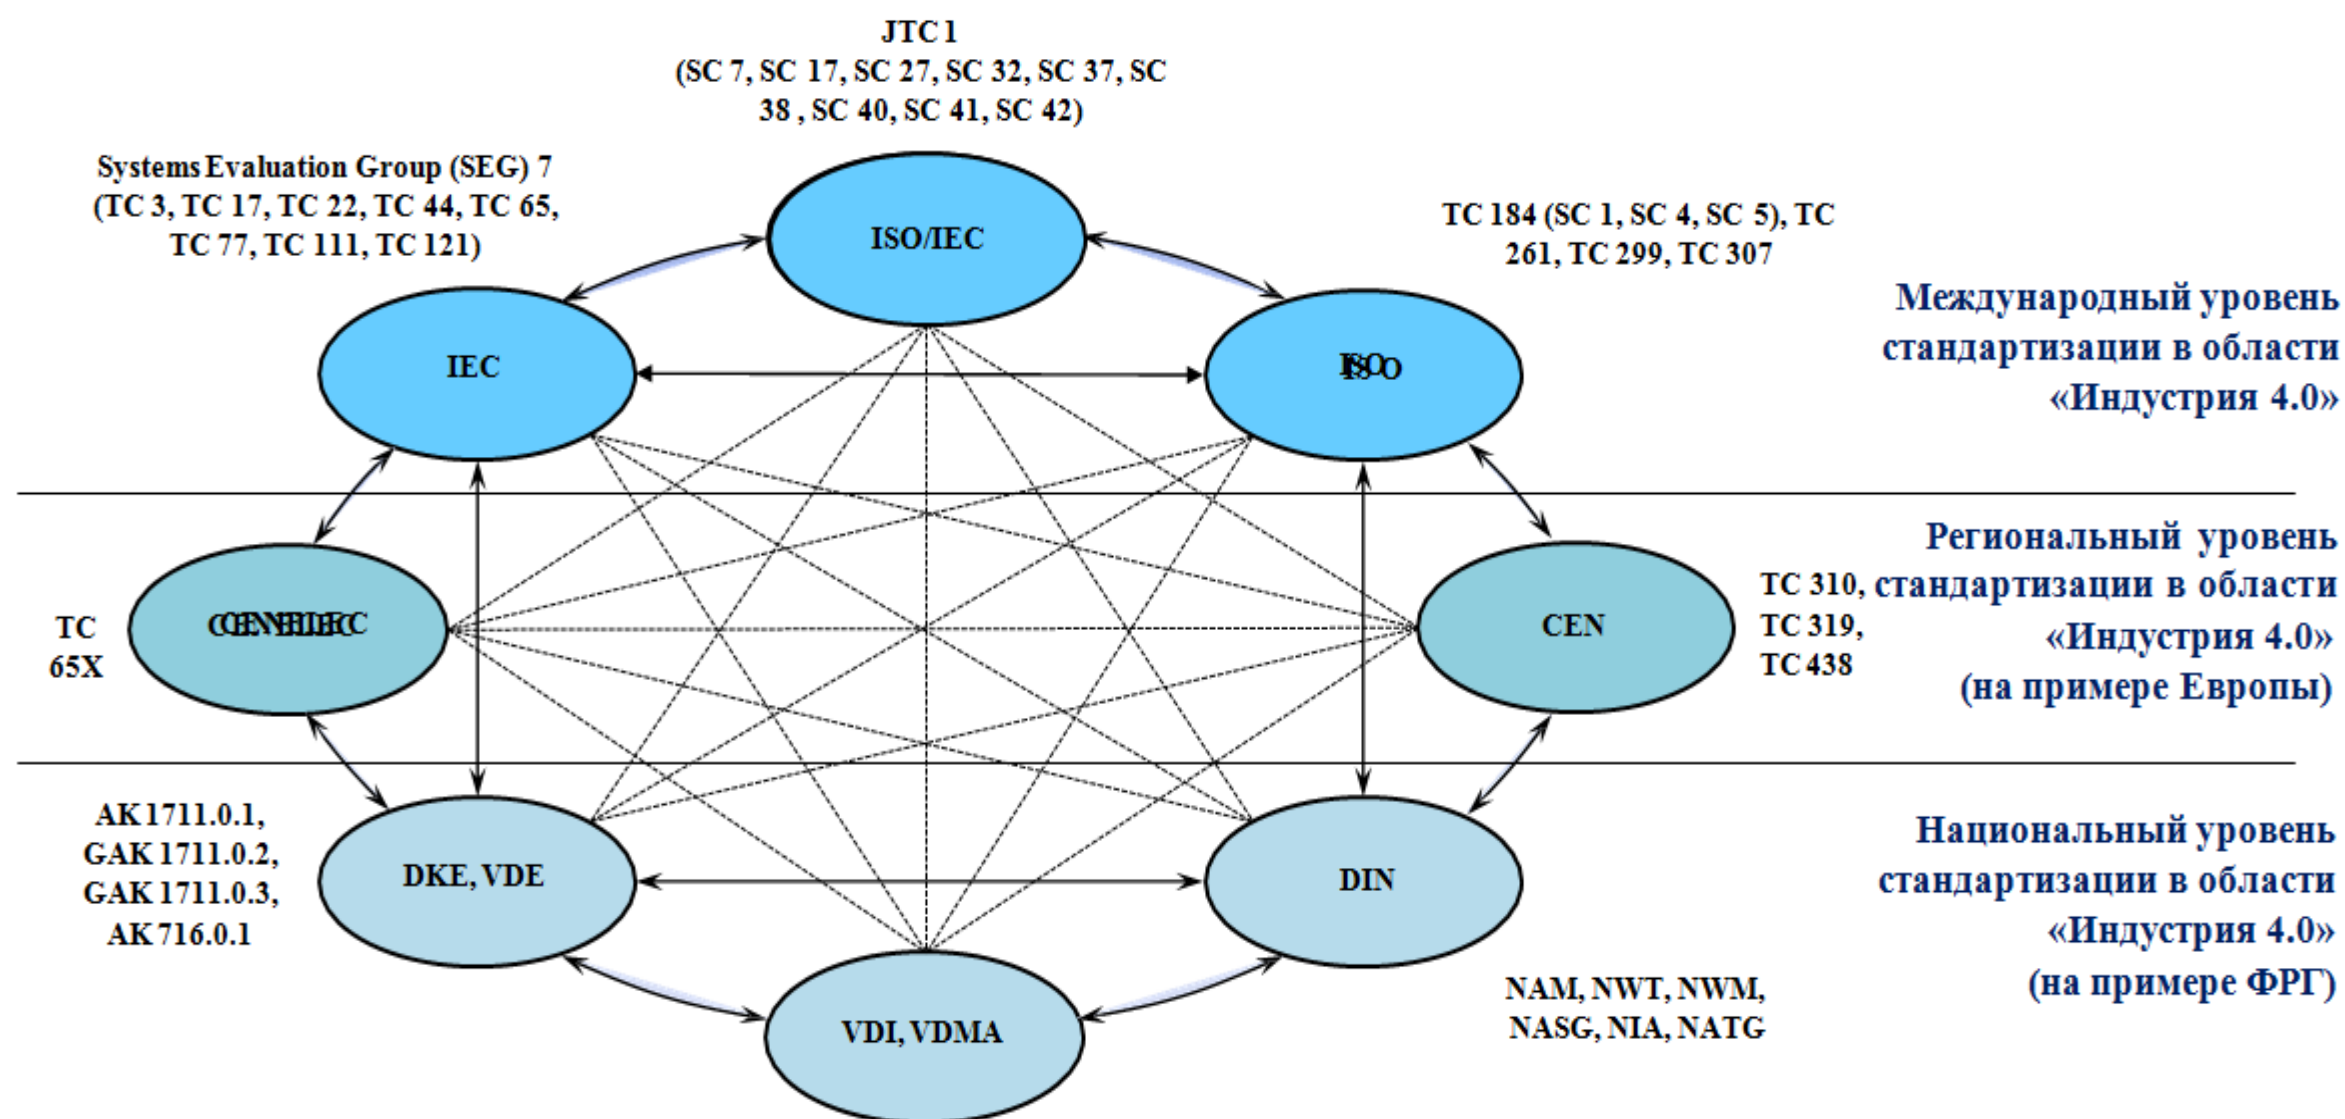 JTC 1
(SC 7, SC 17, SC 27, SC 32, SC 37, SC
38 , SC 40, SC 41, SC 42)
Systems Evaluation Group (SEG) 7
(TC 3, TC 17, TC 22, TC 44, TC 65,
TC 77, TC 111, TC 121)
ISO/IEC
TC 184 (SC 1, SC 4, SC 5), TC
261, TC 299, TC 307
Международный уровень
стандартизации в области
«Индустрия 4.0»
IEC
ISO
Региональный уровень
стандартизации в области
«Индустрия 4.0»
(на примере Европы)
TC
65X
CENELEC
CEN
TC 310,
TC 319,
TC 438
AK 1711.0.1,
GAK 1711.0.2,
GAK 1711.0.3,
AK 716.0.1
DKE, VDE
DIN
Национальный уровень
стандартизации в области
«Индустрия 4.0»
(на примере ФРГ)
VDI, VDMA
NAM, NWT, NWM,
NASG, NIA, NATG